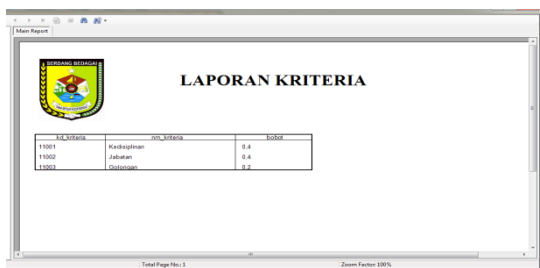 Main Report
SERDANG BEDAGAI
LAPORAN KRITERIA
kd_kriteria nm_kriteria bobot
11001 Kedisiplinan 0,4
11002 Jabatan 0,4
11003 Golongan 0,2
Total Page No.: 1 Zoom Factor: 100%